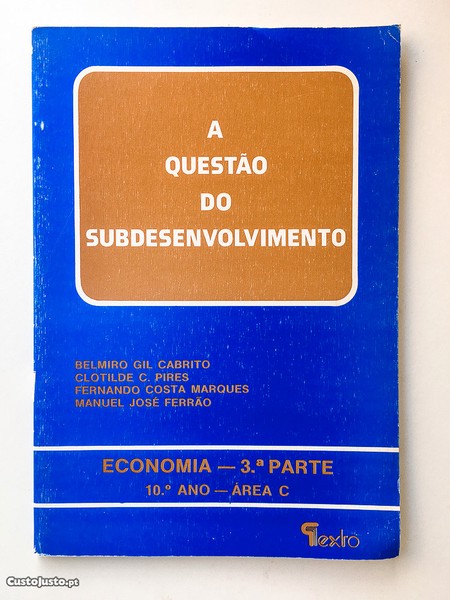 A
QUESTÃO
DO
SUBDESENVOLVIMENTO
BELMIRO GIL CABRITO
CLOTILDE C. PIRES
FERNANDO COSTA MARQUES
MANUEL JOSÉ FERRÃO
ECONOMIA — 3.ª PARTE
10.º ANO — ÁREA C
Texto
CustoJusto.pt